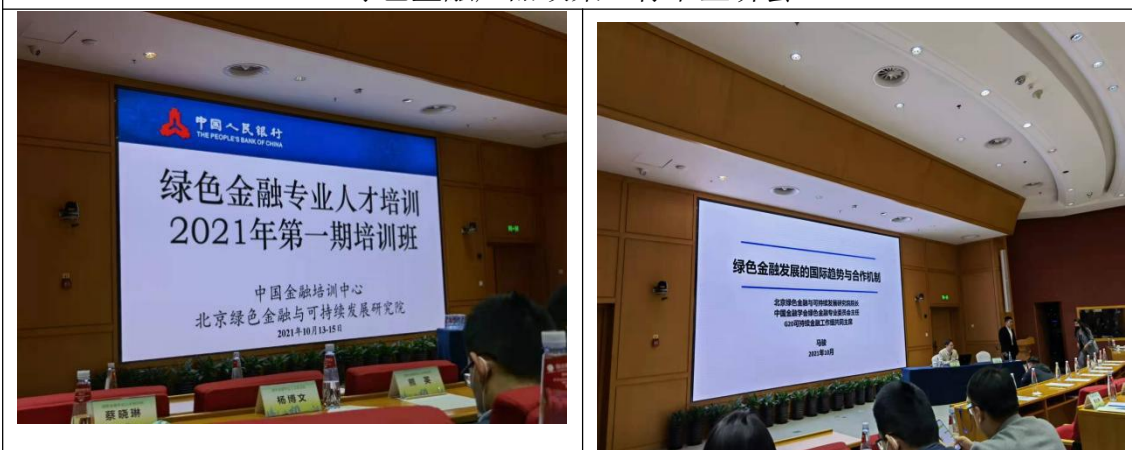 中国人民银行
THE PEOPLE'S BANK OF CHINA
绿色金融专业人才培训
2021年第一期培训班
中国金融培训中心
北京绿色金融与可持续发展研究院
2021年10月13-15日
蔡晓琳
杨博文
熊英
绿色金融发展的国际趋势与合作机制
北京绿色金融与可持续发展研究院院长
中国金融学会绿色金融专业委员会主任
G20可持续金融工作组共同主席
马骏
2021年10月